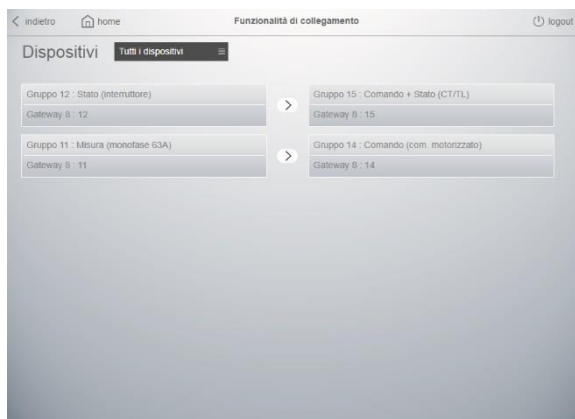 indietro home Funzionalità di collegamento logout
Dispositivi Tutti i dispositivi
Gruppo 12 : Stato (interruttore) Gruppo 15 : Comando + Stato (CT/TL)
Gateway 8 : 12 Gateway 8 : 15
Gruppo 11 : Misura (monofase 63A) Gruppo 14 : Comando (com. motorizzato)
Gateway 8 : 11 Gateway 8 : 14